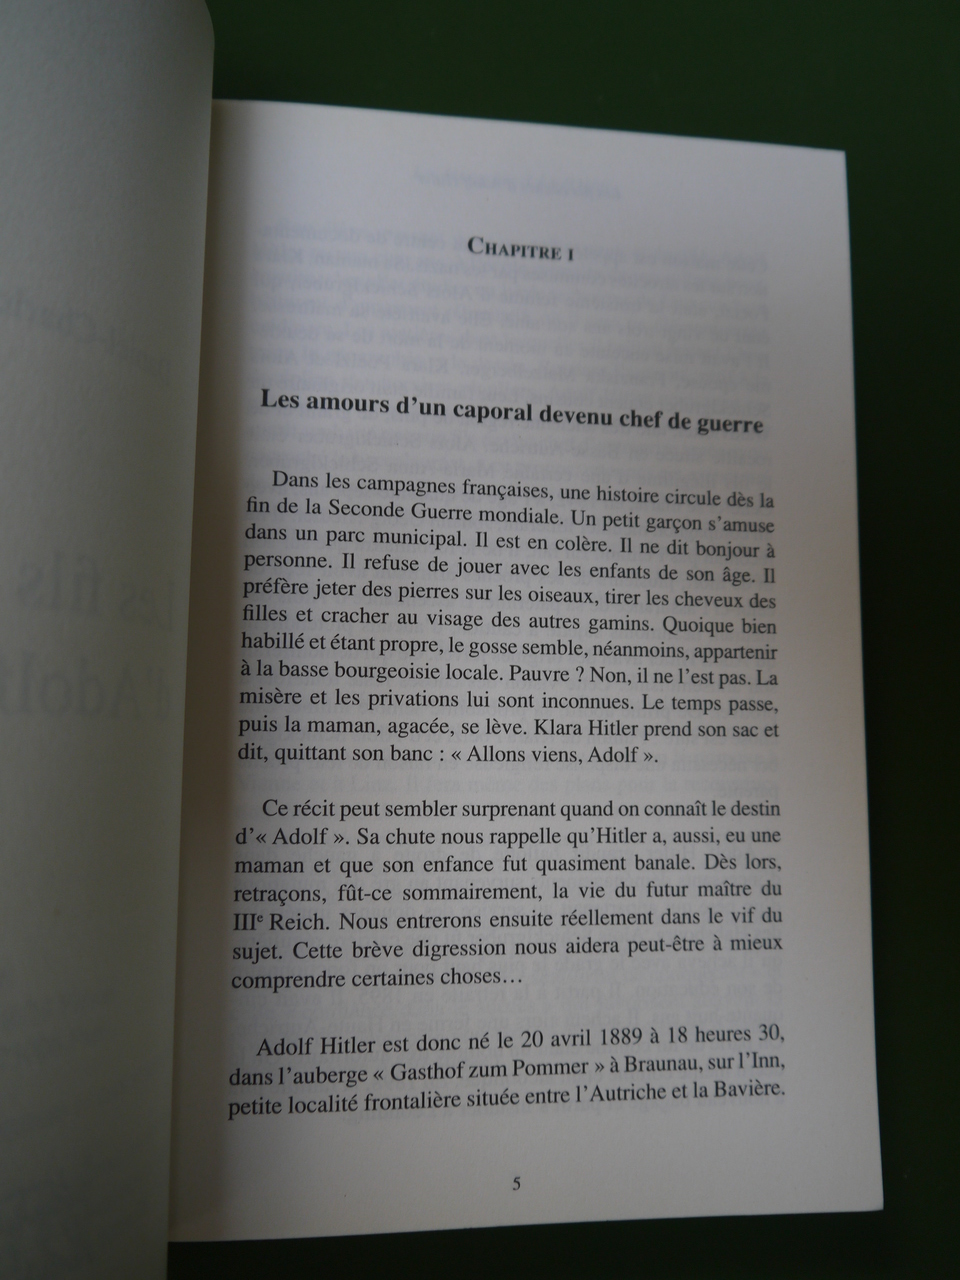 CHAPITRE I
Les amours d'un caporal devenu chef de guerre
Dans les campagnes françaises, une histoire circule dès la
fin de la Seconde Guerre mondiale. Un petit garçon s'amuse
dans un parc municipal. Il est en colère. Il ne dit bonjour à
personne. Il refuse de jouer avec les enfants de son âge. Il
préfère jeter des pierres sur les oiseaux, tirer les cheveux des
filles et cracher au visage des autres gamins. Quoique bien
habillé et étant propre, le gosse semble, néanmoins, appartenir
à la basse bourgeoisie locale. Pauvre ? Non, il ne l'est pas. La
misère et les privations lui sont inconnues. Le temps passe,
puis la maman, agacée, se lève. Klara Hitler prend son sac et
dit, quittant son banc : « Allons viens, Adolf ».
Ce récit peut sembler surprenant quand on connaît le destin
d'« Adolf ». Sa chute nous rappelle qu'Hitler a, aussi, eu une
maman et que son enfance fut quasiment banale. Dès lors,
retraçons, fût-ce sommairement, la vie du futur maître du
IIIe Reich. Nous entrerons ensuite réellement dans le vif du
sujet. Cette brève digression nous aidera peut-être à mieux
comprendre certaines choses…
Adolf Hitler est donc né le 20 avril 1889 à 18 heures 30,
dans l'auberge « Gasthof zum Pommer » à Braunau, sur l'Inn,
petite localité frontalière située entre l'Autriche et la Bavière.
5